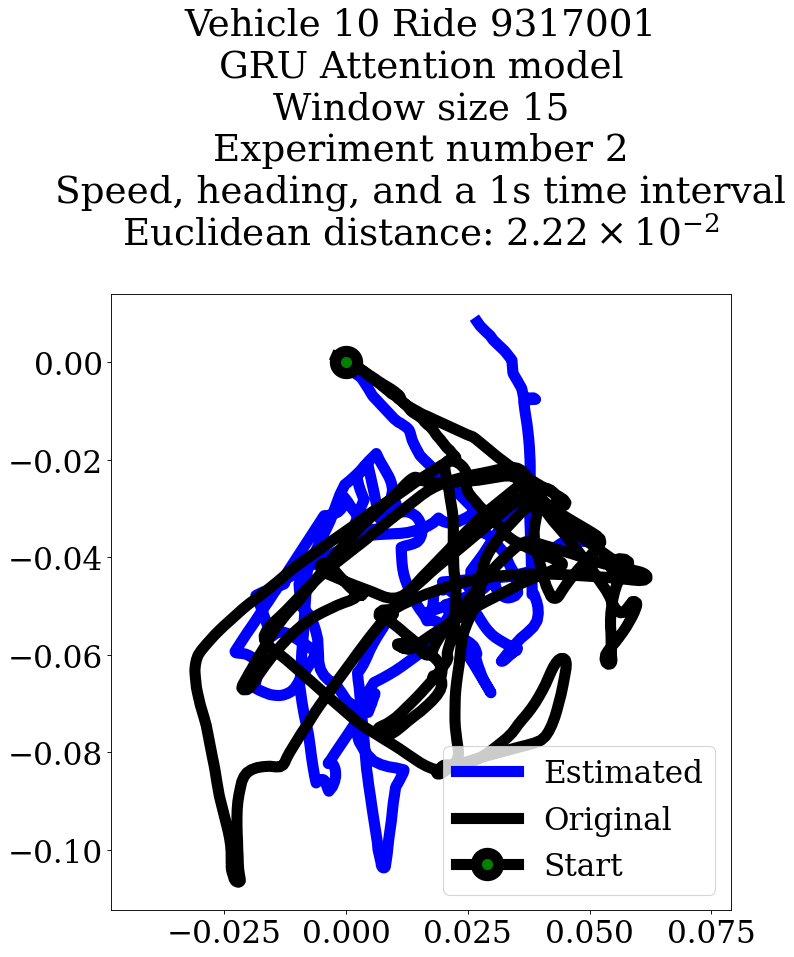 Vehicle 10 Ride 9317001
GRU Attention model
Window size 15
Experiment number 2
Speed, heading, and a 1s time interval
Euclidean distance: 2.22 × 10⁻²
0.00
−0.02
−0.04
−0.06
−0.08
−0.10
Estimated
Original
Start
−0.025 0.000 0.025 0.050 0.075